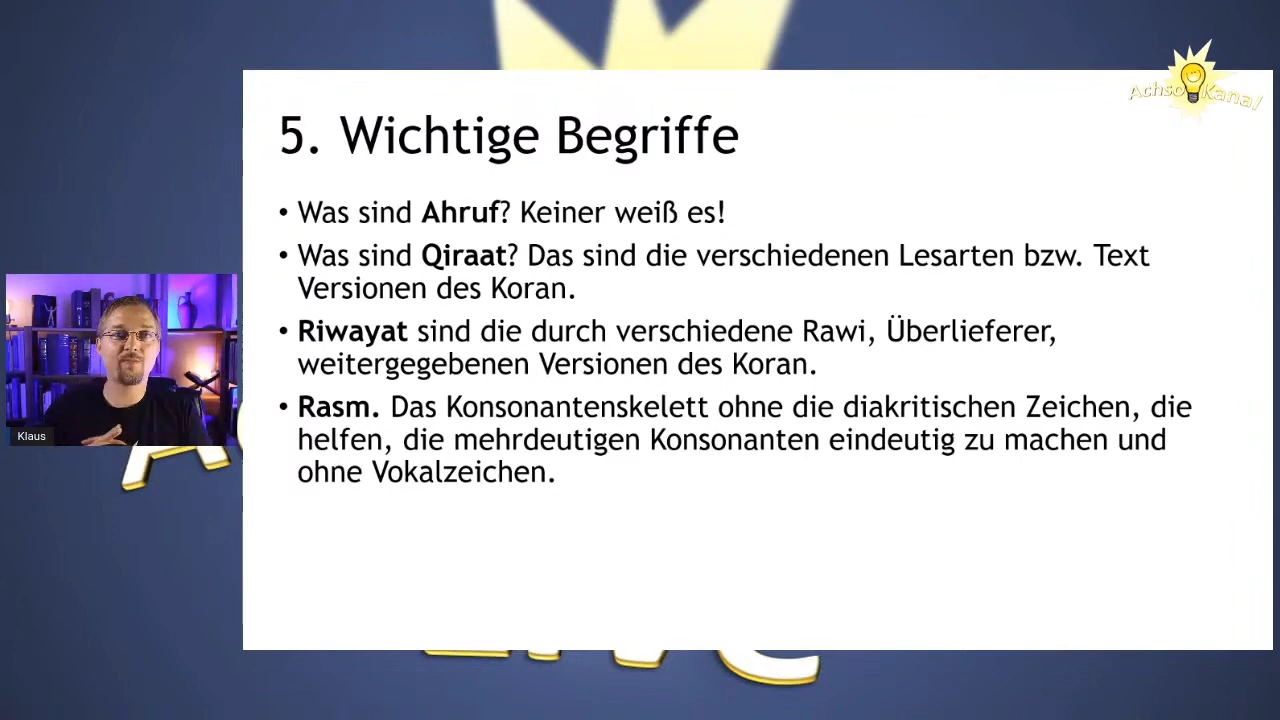 Achso Kanal
5. Wichtige Begriffe
• Was sind Ahruf? Keiner weiß es!
• Was sind Qiraat? Das sind die verschiedenen Lesarten bzw. Text
Versionen des Koran.
• Riwayat sind die durch verschiedene Rawi, Überlieferer,
weitergegebenen Versionen des Koran.
• Rasm. Das Konsonantenskelett ohne die diakritischen Zeichen, die
helfen, die mehrdeutigen Konsonanten eindeutig zu machen und
ohne Vokalzeichen.
Klaus